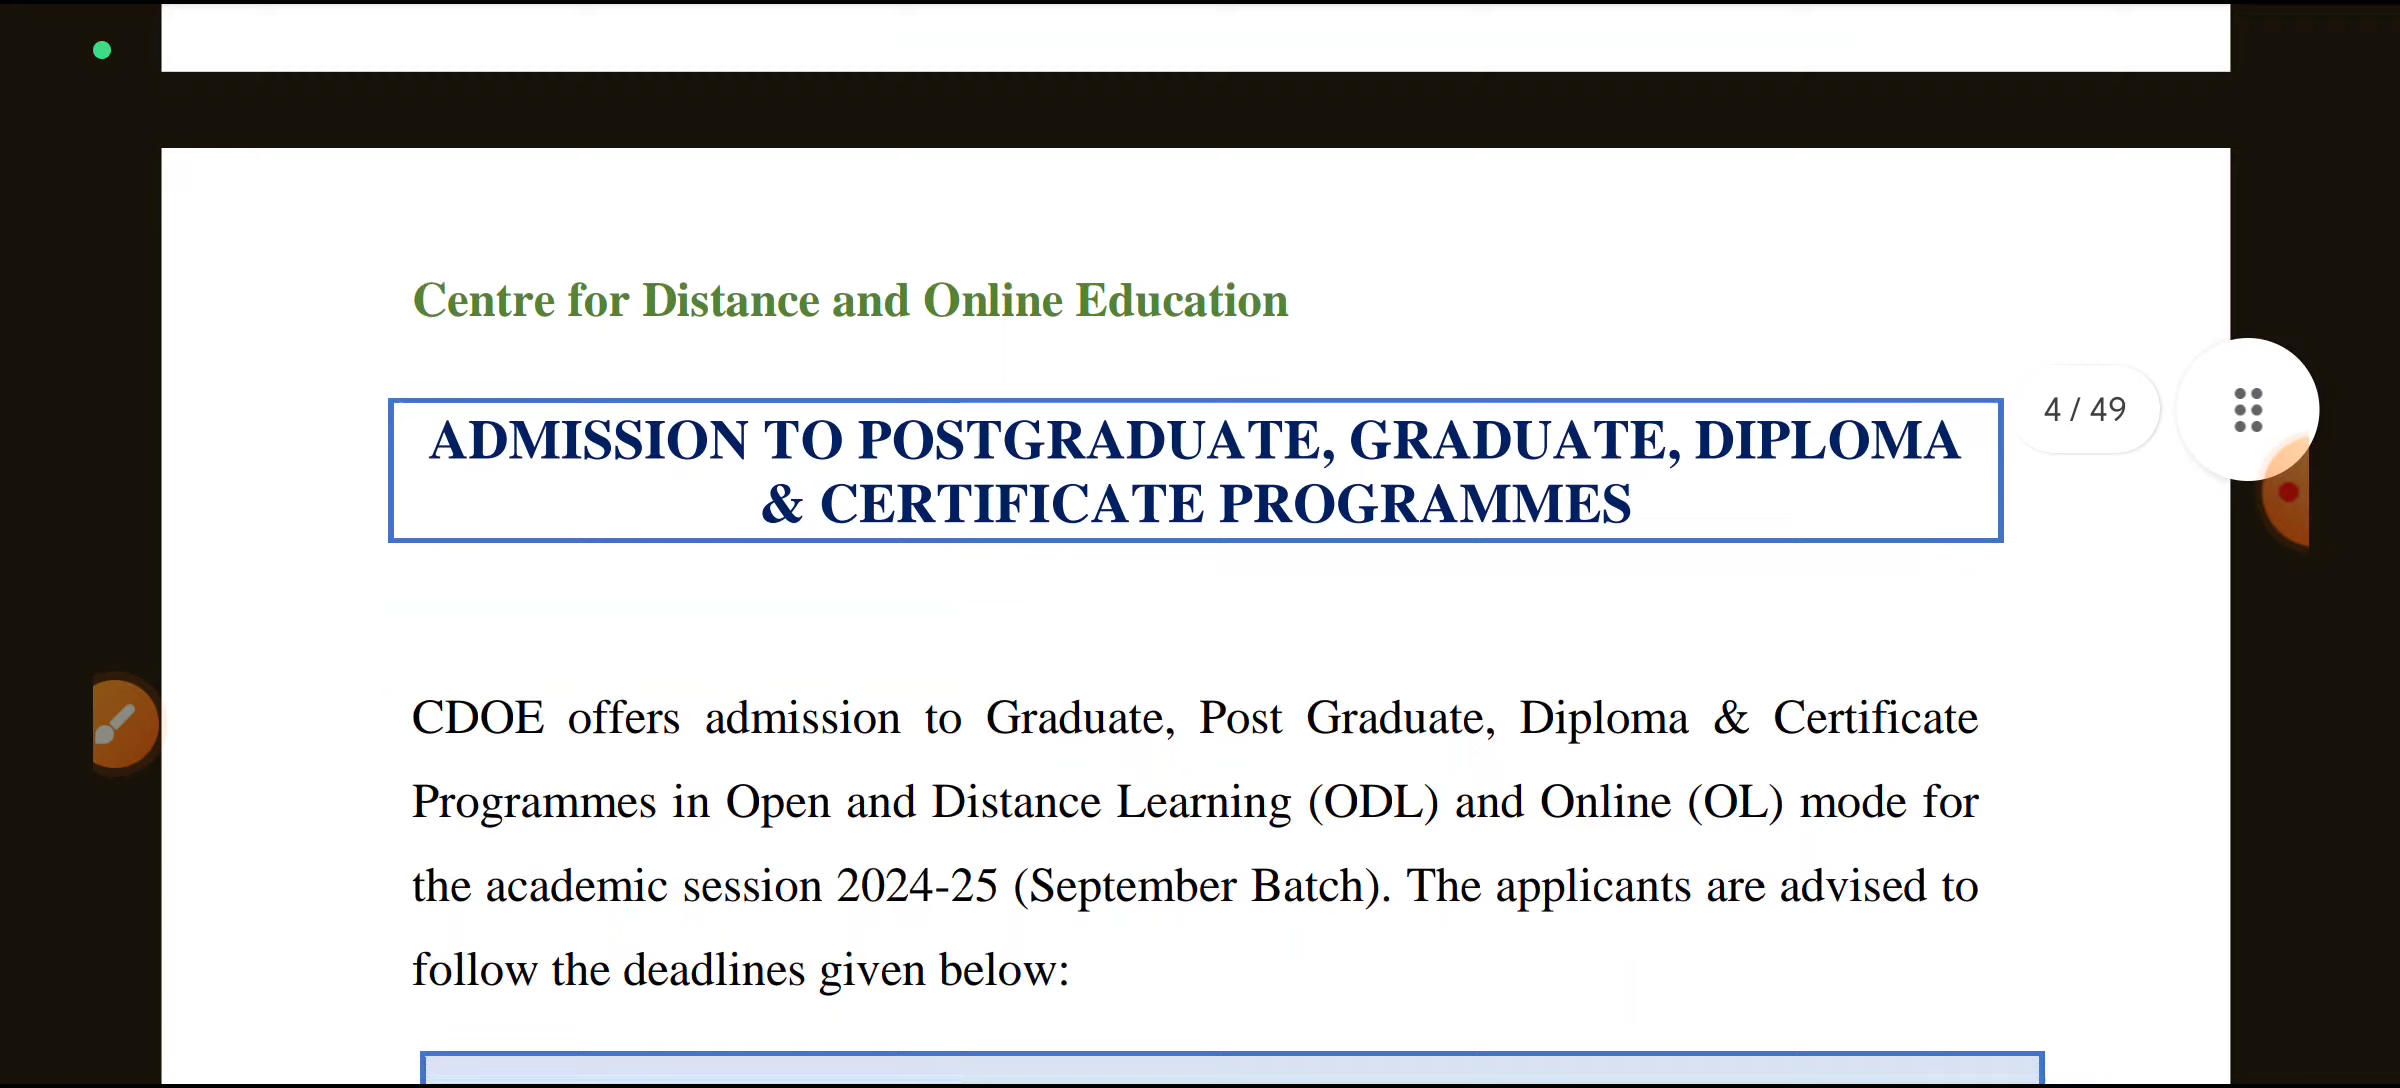 Centre for Distance and Online Education
ADMISSION TO POSTGRADUATE, GRADUATE, DIPLOMA
& CERTIFICATE PROGRAMMES
4 / 49
CDOE offers admission to Graduate, Post Graduate, Diploma & Certificate
Programmes in Open and Distance Learning (ODL) and Online (OL) mode for
the academic session 2024-25 (September Batch). The applicants are advised to
follow the deadlines given below: